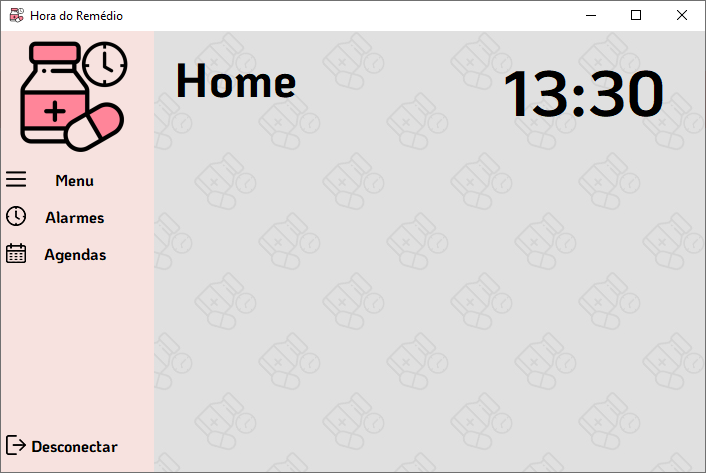 Hora do Remédio
Home
13:30
Menu
Alarmes
Agendas
Desconectar